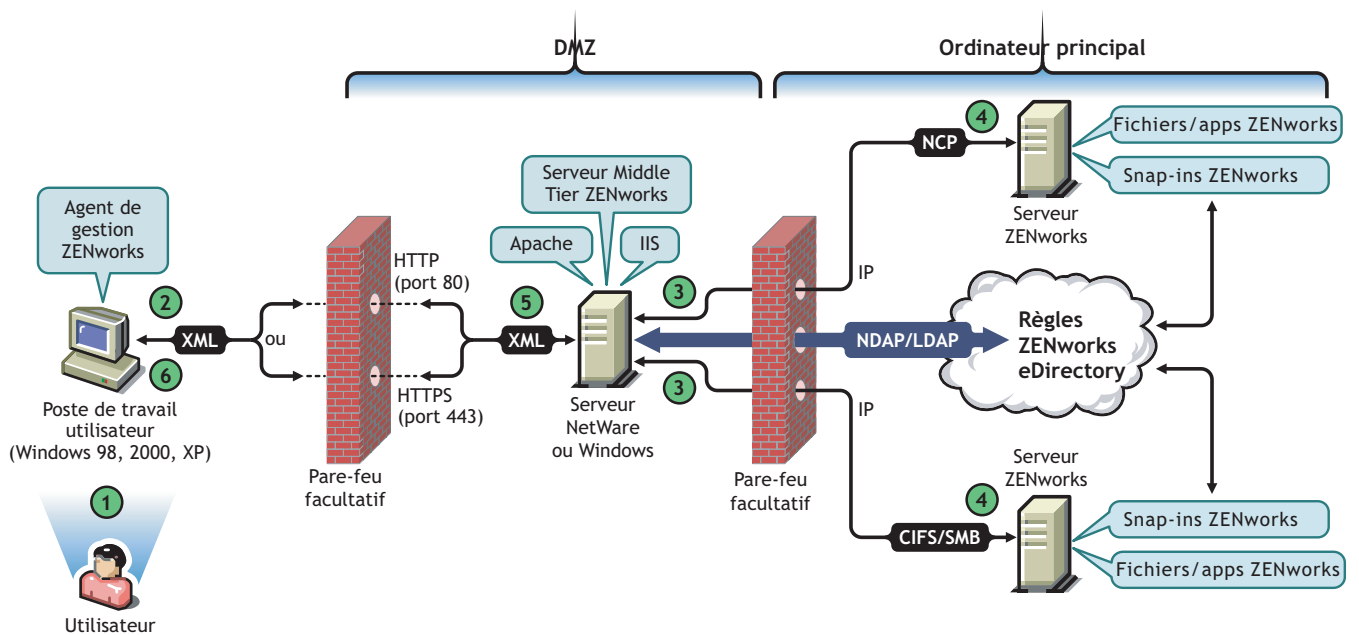 DMZ
Ordinateur principal
4
NCP
Fichiers/apps ZENworks
Snap-ins ZENworks
Serveur
ZENworks
Serveur Middle
Tier ZENworks
Apache
IIS
Agent de
gestion
ZENworks
HTTP
(port 80)
IP
2
XML
ou
5
XML
3
NDAP/LDAP
Règles
ZENworks
eDirectory
6
3
HTTPS
(port 443)
IP
Poste de travail
utilisateur
(Windows 98, 2000, XP)
Serveur
NetWare
ou Windows
Pare-feu
facultatif
Pare-feu
facultatif
Serveur
ZENworks
1
4
CIFS/SMB
Snap-ins ZENworks
Fichiers/apps ZENworks
Utilisateur